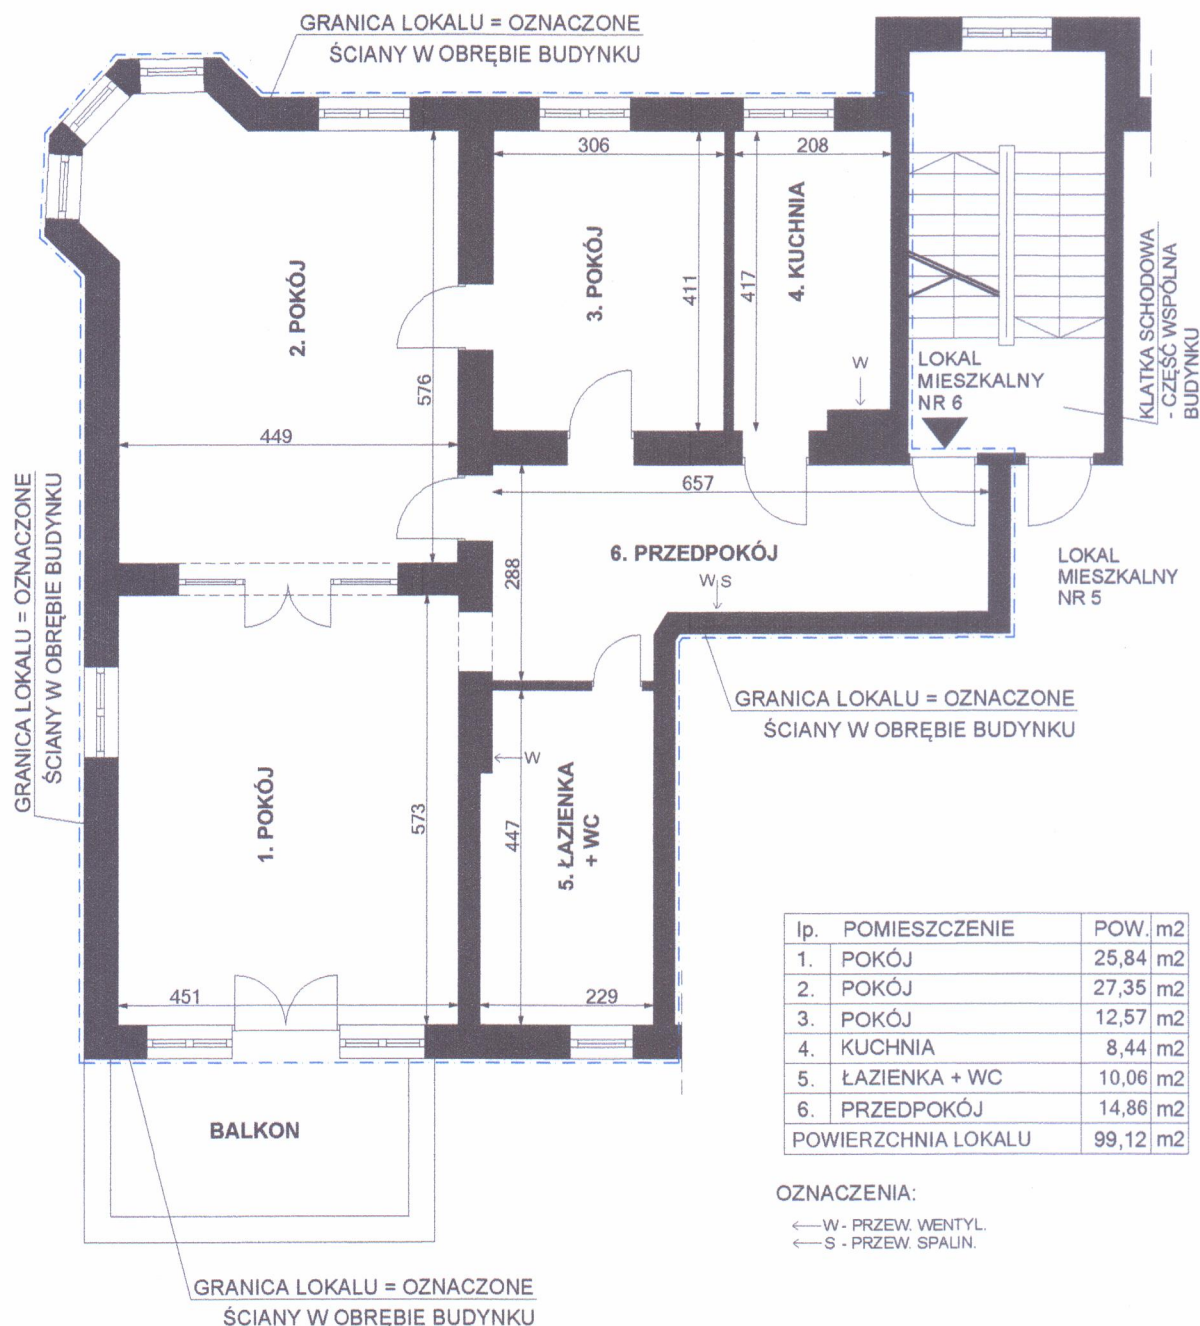 GRANICA LOKALU = OZNACZONE
ŚCIANY W OBRĘBIE BUDYNKU
306
208
2. POKÓJ
576
449
3. POKÓJ
411
417
4. KUCHNIA
W
LOKAL
MIESZKALNY
NR 6
KLATKA SCHODOWA
- CZĘŚĆ WSPÓLNA
BUDYNKU
657
288
6. PRZEDPOKÓJ
W S
LOKAL
MIESZKALNY
NR 5
GRANICA LOKALU = OZNACZONE
ŚCIANY W OBRĘBIE BUDYNKU
GRANICA LOKALU = OZNACZONE
ŚCIANY W OBRĘBIE BUDYNKU
1. POKÓJ
573
451
W
447
5. ŁAZIENKA
+ WC
229
BALKON
lp. POMIESZCZENIE POW. m2
1. POKÓJ 25,84 m2
2. POKÓJ 27,35 m2
3. POKÓJ 12,57 m2
4. KUCHNIA 8,44 m2
5. ŁAZIENKA + WC 10,06 m2
6. PRZEDPOKÓJ 14,86 m2
POWIERZCHNIA LOKALU 99,12 m2
OZNACZENIA:
W - PRZEW. WENTYL.
S - PRZEW. SPALIN.
GRANICA LOKALU = OZNACZONE
ŚCIANY W OBRĘBIE BUDYNKU